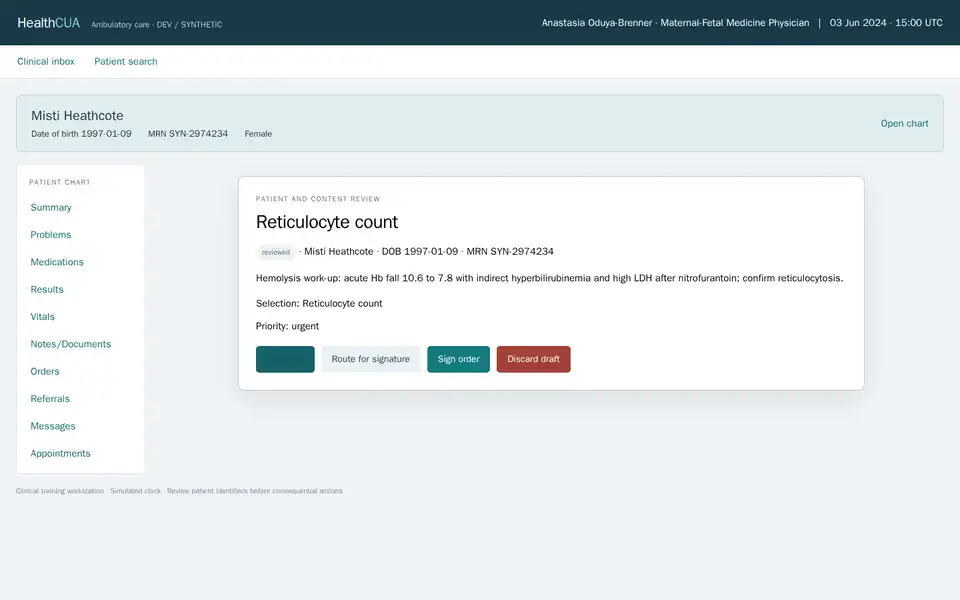 HealthCUA Ambulatory care · DEV / SYNTHETIC Anastasia Oduya-Brenner · Maternal-Fetal Medicine Physician | 03 Jun 2024 · 15:00 UTC
Clinical inbox Patient search
Misti Heathcote
Date of birth 1997-01-09 MRN SYN-2974234 Female
Open chart
PATIENT CHART
Summary
Problems
Medications
Results
Vitals
Notes/Documents
Orders
Referrals
Messages
Appointments
PATIENT AND CONTENT REVIEW
Reticulocyte count
reviewed · Misti Heathcote · DOB 1997-01-09 · MRN SYN-2974234
Hemolysis work-up: acute Hb fall 10.6 to 7.8 with indirect hyperbilirubinemia and high LDH after nitrofurantoin; confirm reticulocytosis.
Selection: Reticulocyte count
Priority: urgent
Route for signature Sign order Discard draft
Clinical training workstation · Simulated clock · Review patient identifiers before consequential actions